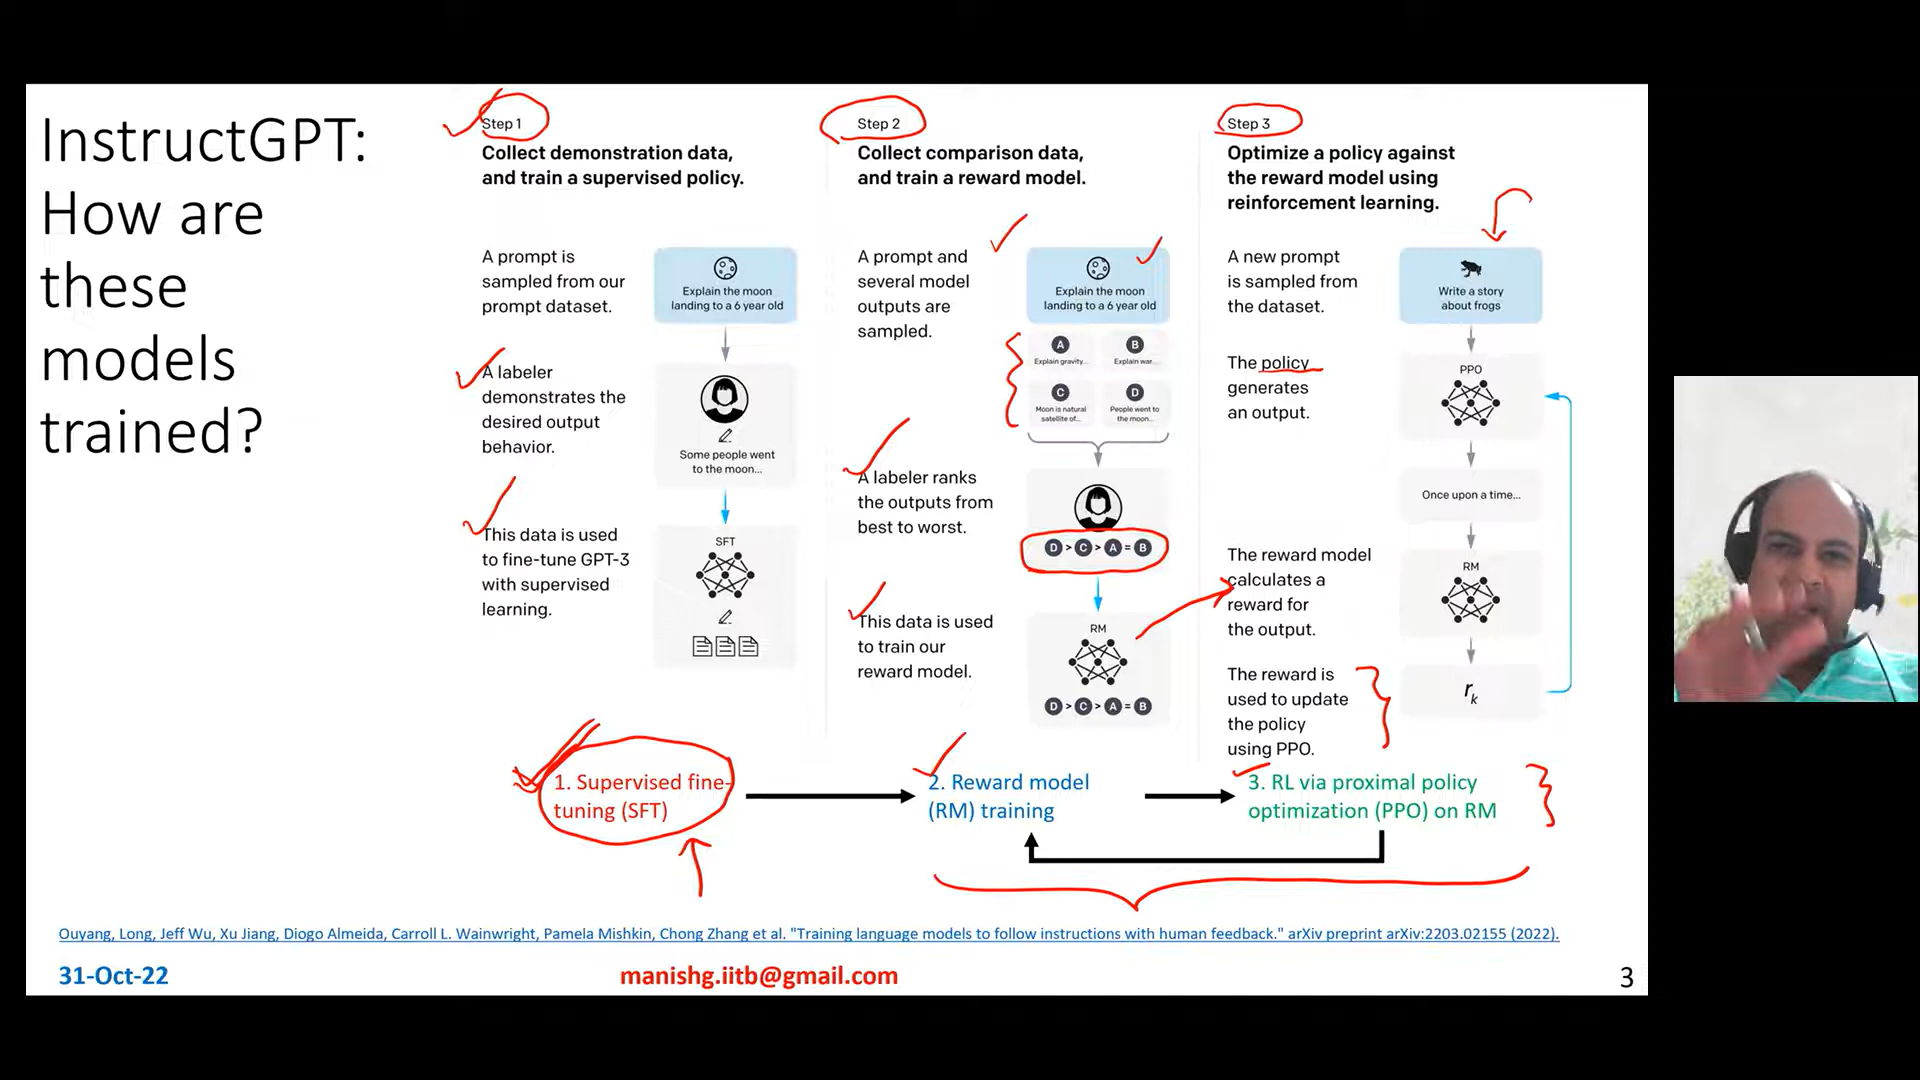 InstructGPT:
How are
these
models
trained?
Step 1
Collect demonstration data,
and train a supervised policy.
A prompt is
sampled from our
prompt dataset.
Explain the moon
landing to a 6 year old
A labeler
demonstrates the
desired output
behavior.
Some people went
to the moon...
This data is used
to fine-tune GPT-3
with supervised
learning.
SFT
Step 2
Collect comparison data,
and train a reward model.
A prompt and
several model
outputs are
sampled.
Explain the moon
landing to a 6 year old
A B
Explain gravity... Explain war...
C D
Moon is natural
satellite of...
People went to
the moon...
A labeler ranks
the outputs from
best to worst.
D > C > A = B
This data is used
to train our
reward model.
RM
D > C > A = B
Step 3
Optimize a policy against
the reward model using
reinforcement learning.
A new prompt
is sampled from
the dataset.
Write a story
about frogs
The policy
generates
an output.
PPO
Once upon a time...
The reward model
calculates a
reward for
the output.
RM
The reward is
used to update
the policy
using PPO.
rk
1. Supervised fine-
tuning (SFT)
2. Reward model
(RM) training
3. RL via proximal policy
optimization (PPO) on RM
Ouyang, Long, Jeff Wu, Xu Jiang, Diogo Almeida, Carroll L. Wainwright, Pamela Mishkin, Chong Zhang et al. "Training language models to follow instructions with human feedback." arXiv preprint arXiv:2203.02155 (2022).
31-Oct-22
manishg.iitb@gmail.com
3